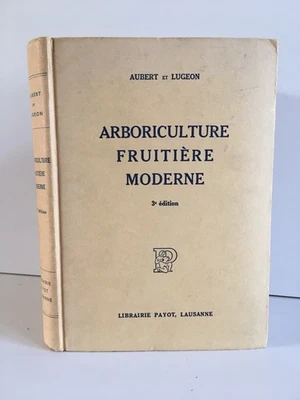 AUBERT ET LUGEON
ARBORICULTURE
FRUITIÈRE
MODERNE
3e édition
P
LIBRAIRIE PAYOT, LAUSANNE